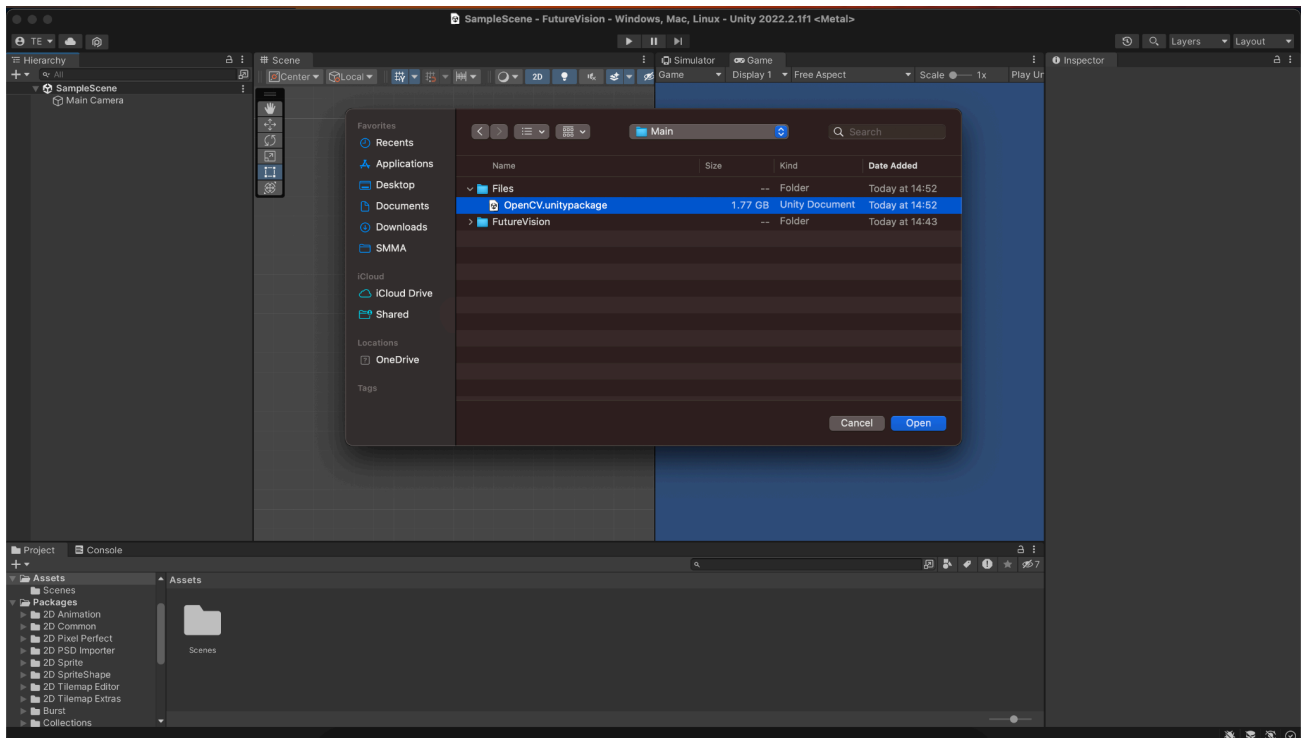 SampleScene - FutureVision - Windows, Mac, Linux - Unity 2022.2.1f1 <Metal>
TE
Layers
Layout
Hierarchy
All
SampleScene
Main Camera
# Scene
Center
Local
2D
Simulator
Game
Game
Display 1
Free Aspect
Scale
1x
Play Un
Inspector
Favorites
Recents
Applications
Desktop
Documents
Downloads
SMMA
iCloud
iCloud Drive
Shared
Locations
OneDrive
Tags
Main
Search
Name Size Kind Date Added
Files -- Folder Today at 14:52
OpenCV.unitypackage 1.77 GB Unity Document Today at 14:52
FutureVision -- Folder Today at 14:43
Cancel
Open
Project
Console
7
Assets
Scenes
Packages
2D Animation
2D Common
2D Pixel Perfect
2D PSD Importer
2D Sprite
2D SpriteShape
2D Tilemap Editor
2D Tilemap Extras
Burst
Collections
Assets
Scenes